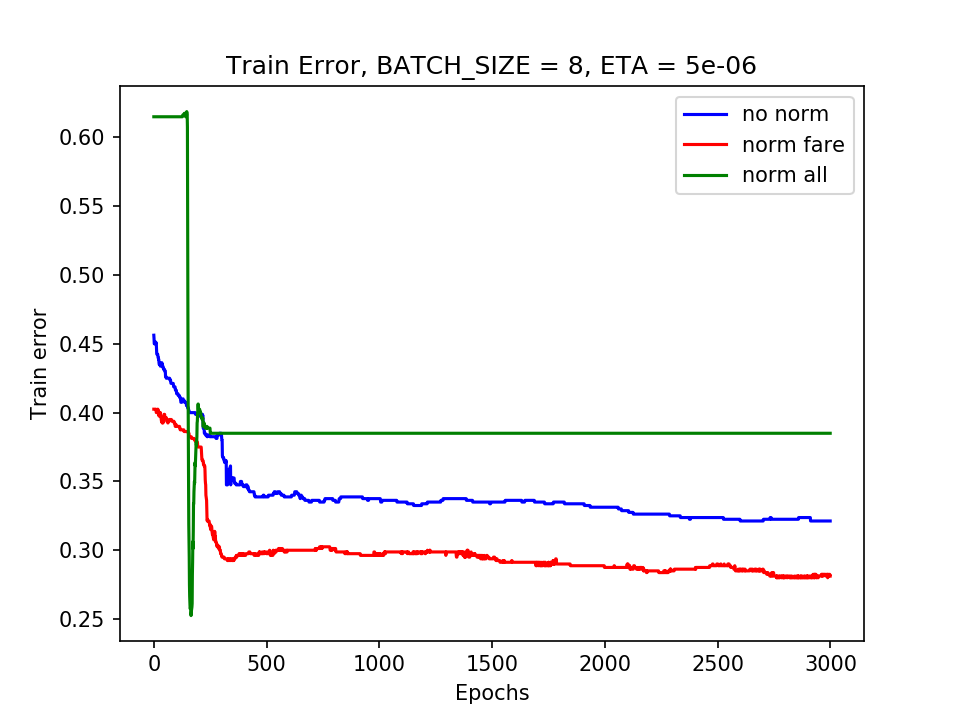 Train Error, BATCH_SIZE = 8, ETA = 5e-06
no norm
norm fare
norm all
Train error
0.60
0.55
0.50
0.45
0.40
0.35
0.30
0.25
0
500
1000
1500
2000
2500
3000
Epochs